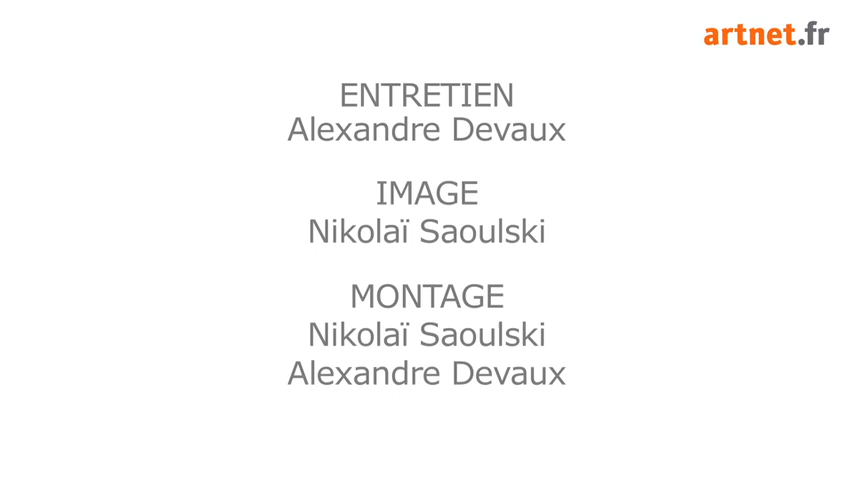 artnet.fr
ENTRETIEN
Alexandre Devaux
IMAGE
Nikolaï Saoulski
MONTAGE
Nikolaï Saoulski
Alexandre Devaux